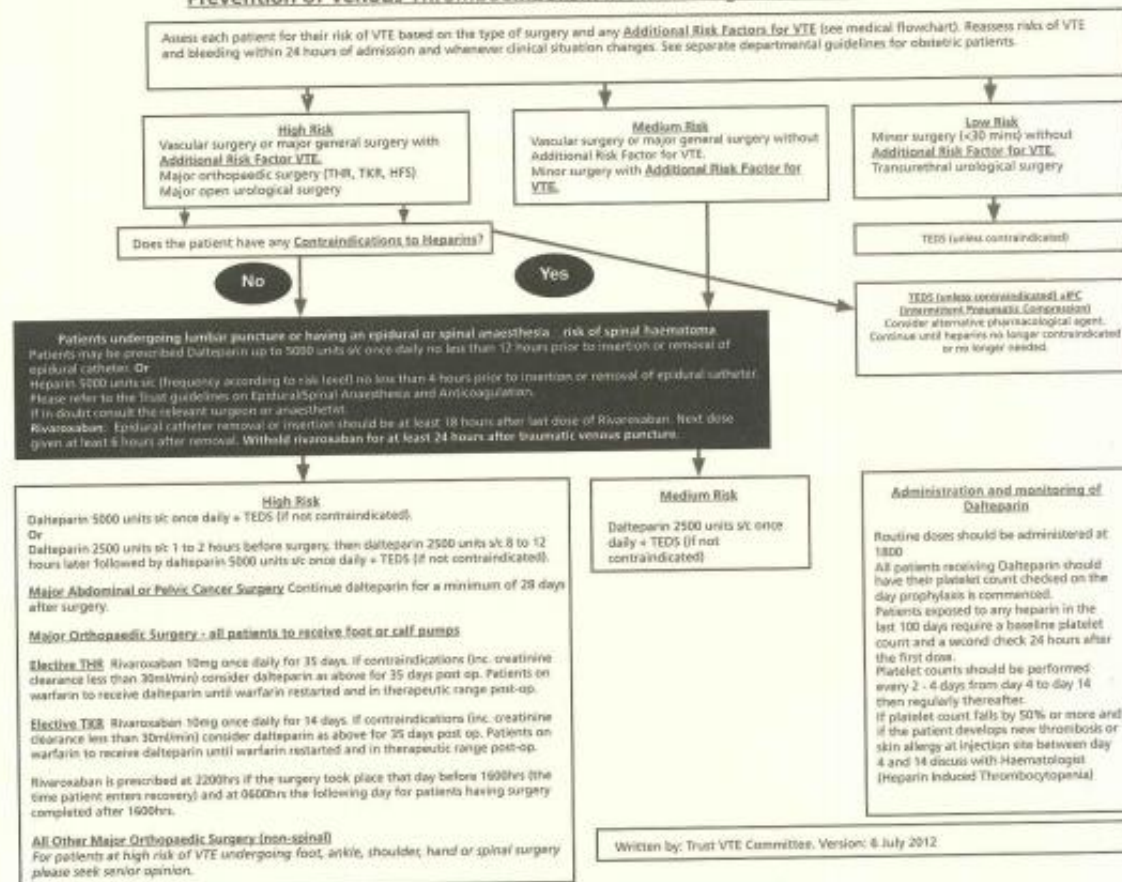 Assess each patient for their risk of VTE based on the type of surgery and any Additional Risk Factors for VTE (see medical flowchart). Reassess risks of VTE
and bleeding within 24 hours of admission and whenever clinical situation changes. See separate departmental guidelines for obstetric patients.
High Risk
Vascular surgery or major general surgery with
Additional Risk Factor VTE.
Major orthopaedic surgery (THR, TKR, HFS)
Major open urological surgery
Medium Risk
Vascular surgery or major general surgery without
Additional Risk Factor for VTE.
Minor surgery with Additional Risk Factor for
VTE.
Low Risk
Minor surgery (<30 mins) without
Additional Risk Factor for VTE.
Transurethral urological surgery
Does the patient have any Contraindications to Heparins?
TEDS (unless contraindicated)
No
Yes
TEDS (unless contraindicated) ±IPC
(Intermittent Pneumatic Compression)
Consider alternative pharmacological agent.
Continue until heparins no longer contraindicated
or no longer needed.
Patients undergoing lumbar puncture or having an epidural or spinal anaesthesia risk of spinal haematoma
Patients may be prescribed Dalteparin up to 5000 units s/c once daily no less than 12 hours prior to insertion or removal of
epidural catheter. Or
Heparin 5000 units s/c (frequency according to risk level) no less than 4 hours prior to insertion or removal of epidural catheter.
Please refer to the Trust guidelines on Epidural/Spinal Anaesthesia and Anticoagulation.
If in doubt consult the relevant surgeon or anaesthetist.
Rivaroxaban: Epidural catheter removal or insertion should be at least 18 hours after last dose of Rivaroxaban. Next dose
given at least 6 hours after removal. Withold rivaroxaban for at least 24 hours after traumatic venous puncture.
High Risk
Dalteparin 5000 units s/c once daily + TEDS (if not contraindicated).
Or
Dalteparin 2500 units s/c 1 to 2 hours before surgery, then dalteparin 2500 units s/c 8 to 12
hours later followed by dalteparin 5000 units s/c once daily + TEDS (if not contraindicated).
Major Abdominal or Pelvic Cancer Surgery Continue dalteparin for a minimum of 28 days
after surgery.
Major Orthopaedic Surgery - all patients to receive foot or calf pumps
Elective THR Rivaroxaban 10mg once daily for 35 days. If contraindications (inc. creatinine
clearance less than 30ml/min) consider dalteparin as above for 35 days post op. Patients on
warfarin to receive dalteparin until warfarin restarted and in therapeutic range post-op.
Elective TKR Rivaroxaban 10mg once daily for 14 days. If contraindications (inc. creatinine
clearance less than 30ml/min) consider dalteparin as above for 35 days post op. Patients on
warfarin to receive dalteparin until warfarin restarted and in therapeutic range post-op.
Rivaroxaban is prescribed at 2200hrs if the surgery took place that day before 1600hrs (the
time patient enters recovery) and at 0600hrs the following day for patients having surgery
completed after 1600hrs.
All Other Major Orthopaedic Surgery (non-spinal)
For patients at high risk of VTE undergoing foot, ankle, shoulder, hand or spinal surgery
please seek senior opinion.
Medium Risk
Dalteparin 2500 units s/c once
daily + TEDS (if not
contraindicated)
Administration and monitoring of
Dalteparin
Routine doses should be administered at
1800
All patients receiving Dalteparin should
have their platelet count checked on the
day prophylaxis is commenced.
Patients exposed to any heparin in the
last 100 days require a baseline platelet
count and a second check 24 hours after
the first dose.
Platelet counts should be performed
every 2 - 4 days from day 4 to day 14
then regularly thereafter.
If platelet count falls by 50% or more and
if the patient develops new thrombosis or
skin allergy at injection site between day
4 and 14 discuss with Haematologist
(Heparin Induced Thrombocytopenia)
Written by: Trust VTE Committee. Version: 6 July 2012